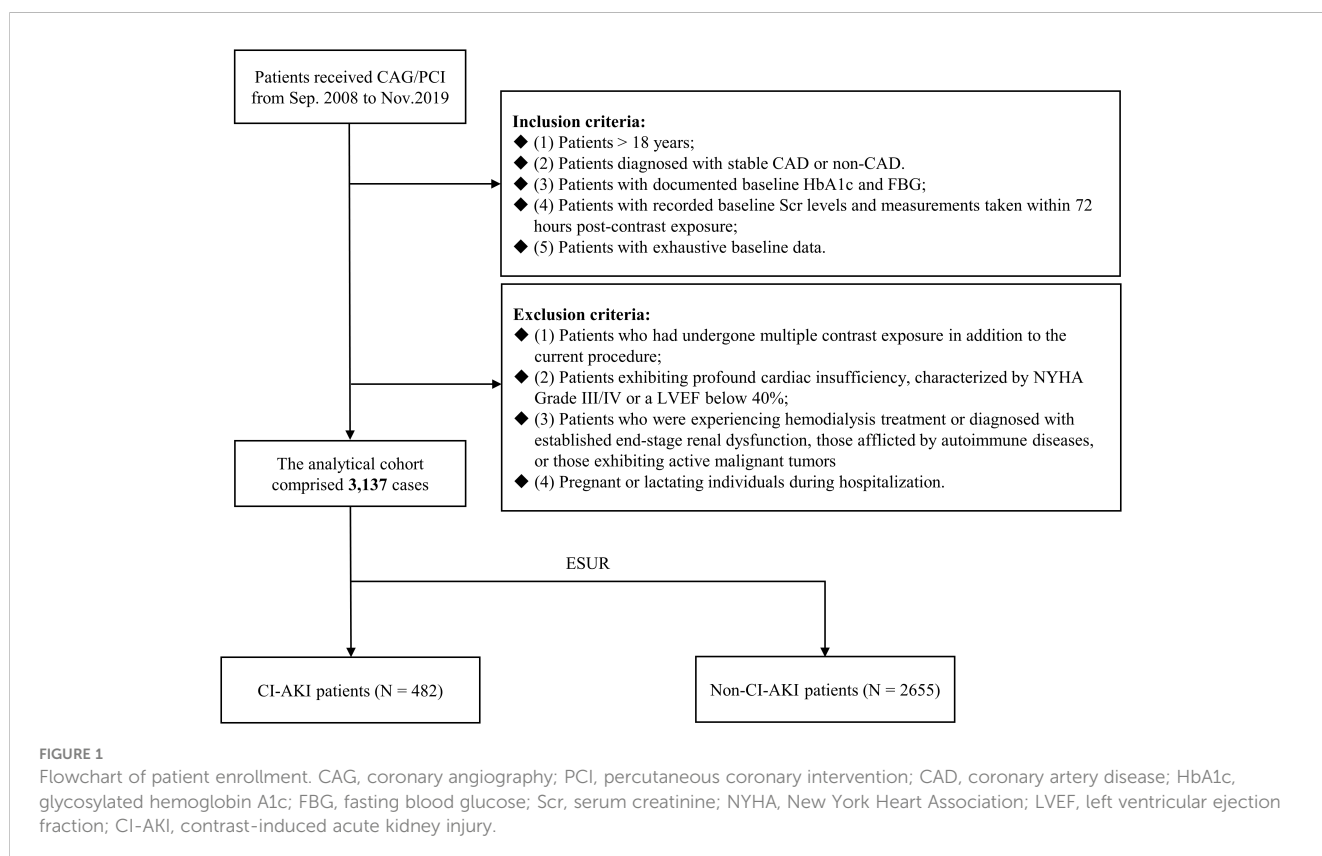 Patients received CAG/PCI
from Sep. 2008 to Nov.2019
Inclusion criteria:
◆ (1) Patients > 18 years;
◆ (2) Patients diagnosed with stable CAD or non-CAD.
◆ (3) Patients with documented baseline HbA1c and FBG;
◆ (4) Patients with recorded baseline Scr levels and measurements taken within 72
hours post-contrast exposure;
◆ (5) Patients with exhaustive baseline data.
Exclusion criteria:
◆ (1) Patients who had undergone multiple contrast exposure in addition to the
current procedure;
◆ (2) Patients exhibiting profound cardiac insufficiency, characterized by NYHA
Grade III/IV or a LVEF below 40%;
◆ (3) Patients who were experiencing hemodialysis treatment or diagnosed with
established end-stage renal dysfunction, those afflicted by autoimmune diseases,
or those exhibiting active malignant tumors
◆ (4) Pregnant or lactating individuals during hospitalization.
The analytical cohort
comprised 3,137 cases
ESUR
CI-AKI patients (N = 482)
Non-CI-AKI patients (N = 2655)
FIGURE 1
Flowchart of patient enrollment. CAG, coronary angiography; PCI, percutaneous coronary intervention; CAD, coronary artery disease; HbA1c,
glycosylated hemoglobin A1c; FBG, fasting blood glucose; Scr, serum creatinine; NYHA, New York Heart Association; LVEF, left ventricular ejection
fraction; CI-AKI, contrast-induced acute kidney injury.